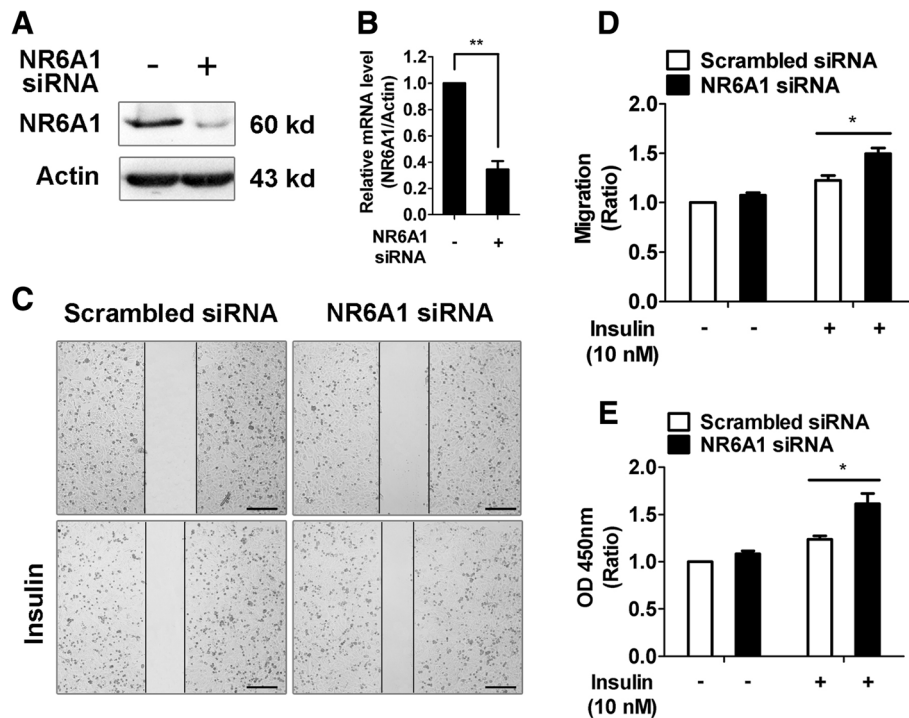 A
NR6A1
siRNA
- +
NR6A1
60 kd
Actin
43 kd
B
**
Relative mRNA level
(NR6A1/Actin)
1.2
1.0
0.8
0.6
0.4
0.2
0.0
NR6A1
siRNA
- +
C
Scrambled siRNA
NR6A1 siRNA
Insulin
D
Scrambled siRNA
NR6A1 siRNA
*
Migration
(Ratio)
2.0
1.5
1.0
0.5
0.0
Insulin
(10 nM)
- - + +
E
Scrambled siRNA
NR6A1 siRNA
*
OD 450nm
(Ratio)
2.0
1.5
1.0
0.5
0.0
Insulin
(10 nM)
- - + +